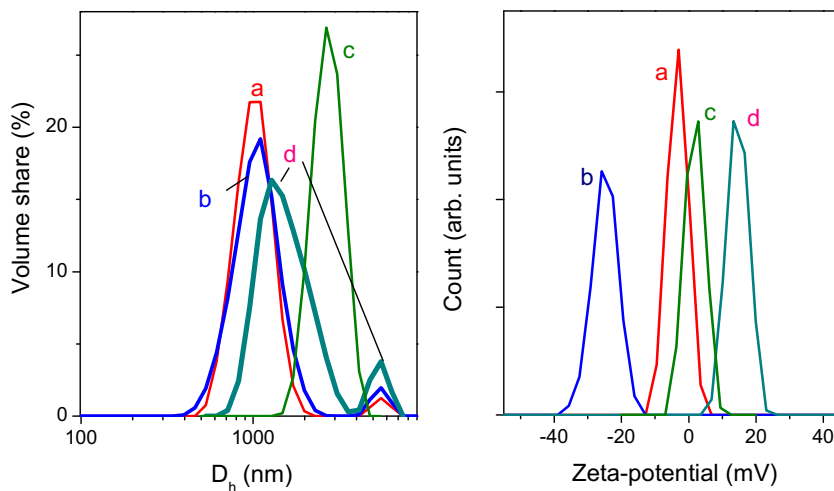 Volume share (%)
20
10
0
a
b
c
d
100
1000
D_h (nm)
Count (arb. units)
a
b
c
d
-40
-20
0
20
40
Zeta-potential (mV)